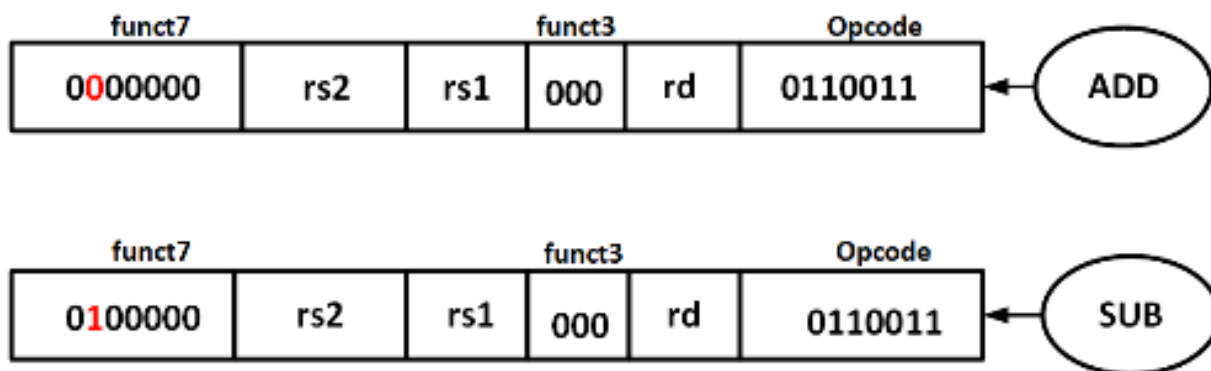 funct7 funct3 Opcode
0000000 rs2 rs1 000 rd 0110011 ADD
funct7 funct3 Opcode
0100000 rs2 rs1 000 rd 0110011 SUB